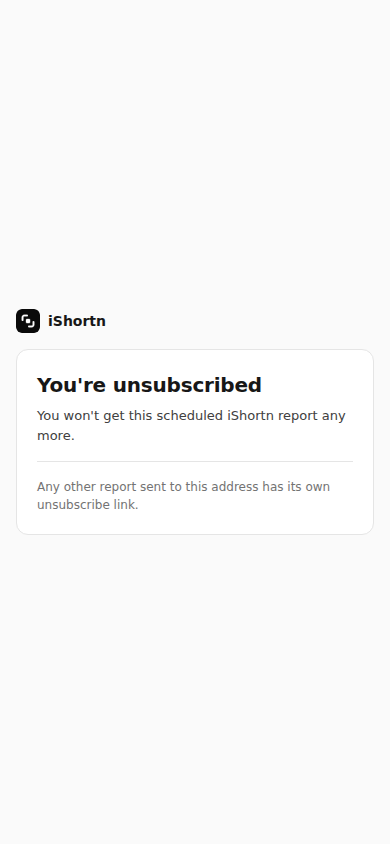 iShortn
You're unsubscribed
You won't get this scheduled iShortn report any
more.
Any other report sent to this address has its own
unsubscribe link.